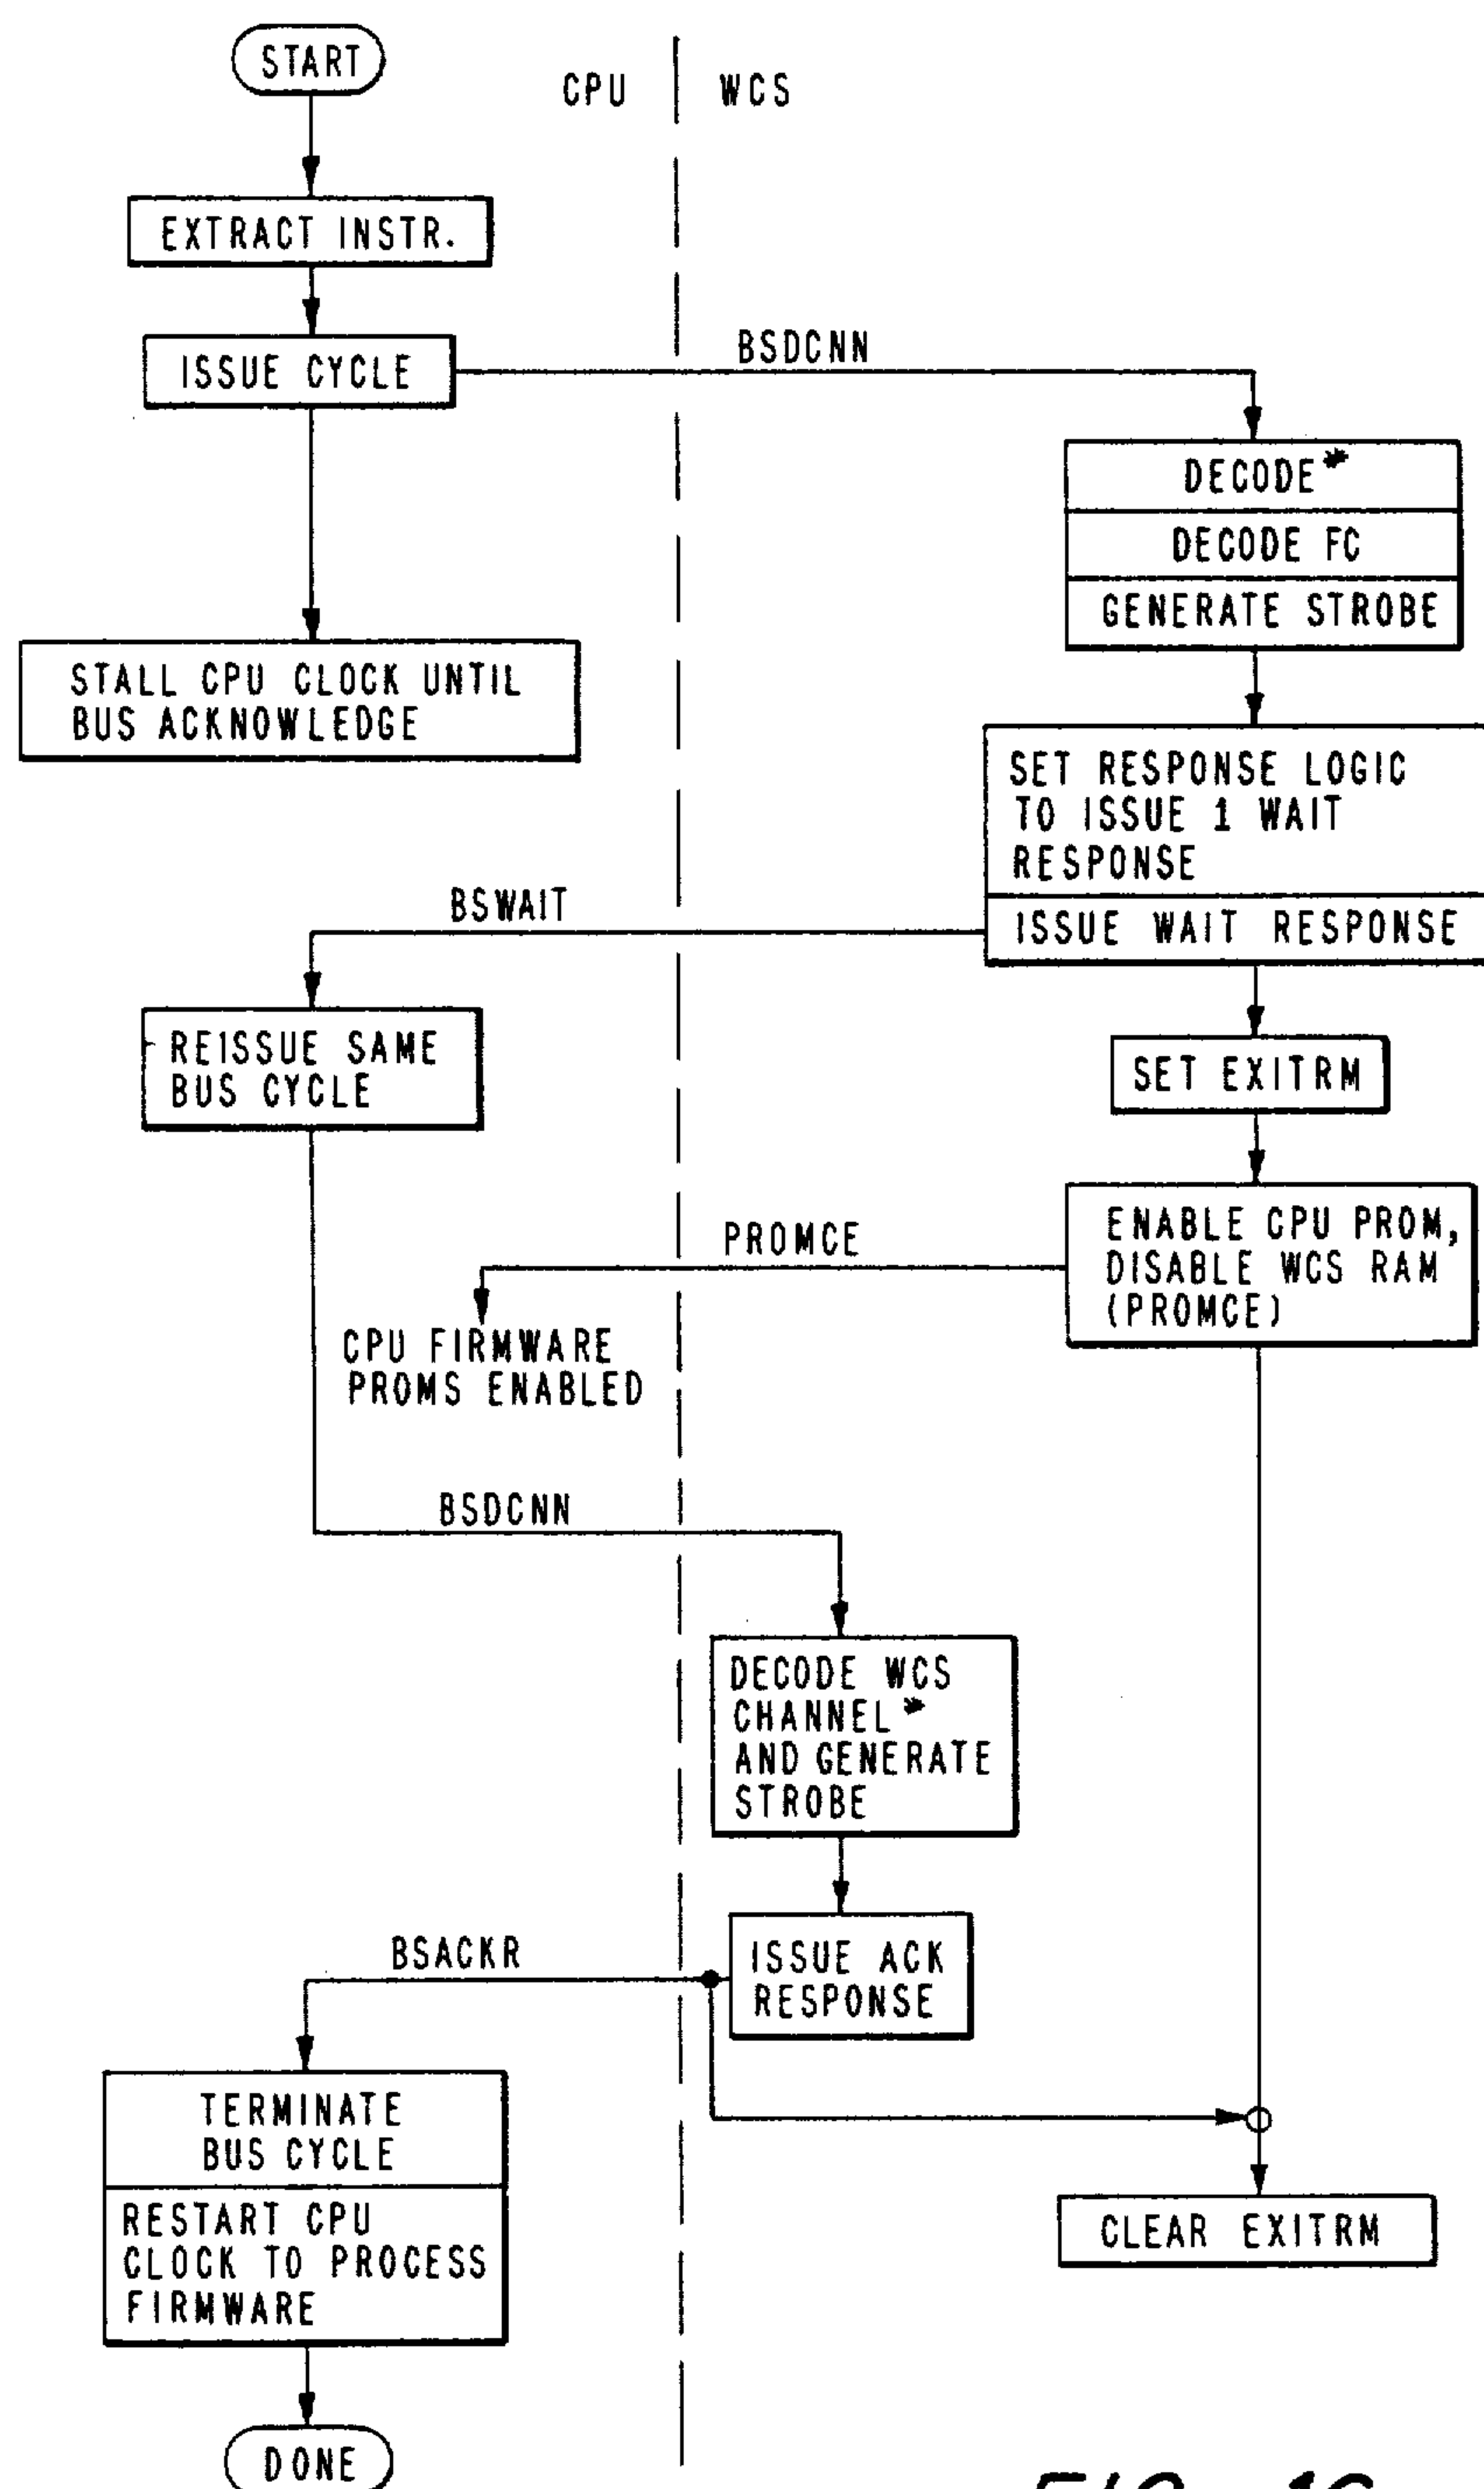 START
CPU
WCS
EXTRACT INSTR.
ISSUE CYCLE
BSDCNN
DECODE*
DECODE FC
GENERATE STROBE
STALL CPU CLOCK UNTIL
BUS ACKNOWLEDGE
SET RESPONSE LOGIC
TO ISSUE 1 WAIT
RESPONSE
ISSUE WAIT RESPONSE
BSWAIT
REISSUE SAME
BUS CYCLE
SET EXITRM
ENABLE CPU PROM,
DISABLE WCS RAM
(PROMCE)
PROMCE
CPU FIRMWARE
PROMS ENABLED
BSDCNN
DECODE WCS
CHANNEL*
AND GENERATE
STROBE
ISSUE ACK
RESPONSE
BSACKR
TERMINATE
BUS CYCLE
RESTART CPU
CLOCK TO PROCESS
FIRMWARE
CLEAR EXITRM
DONE